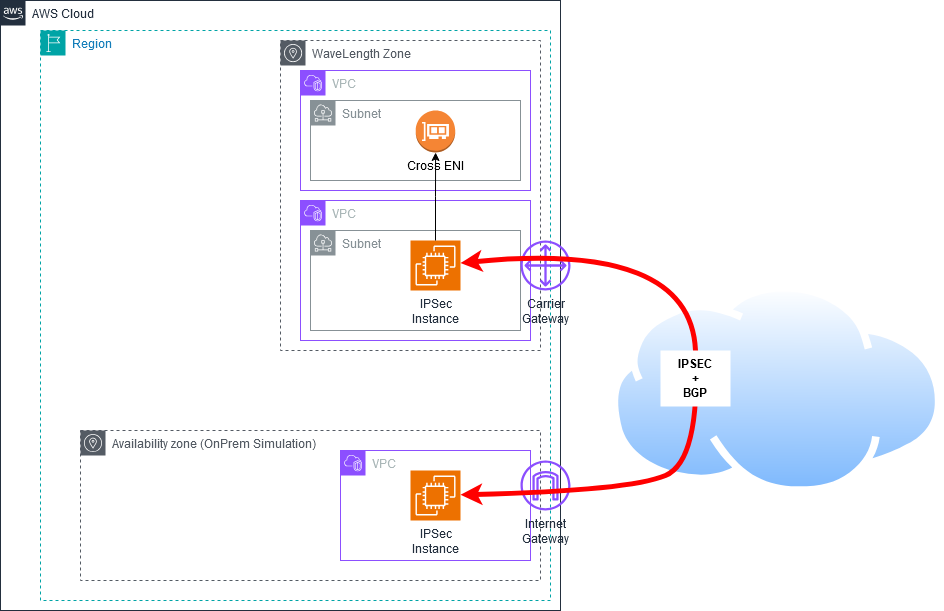 aws
AWS Cloud
Region
WaveLength Zone
VPC
Subnet
Cross ENI
VPC
Subnet
IPSec
Instance
Carrier
Gateway
IPSEC
+
BGP
Availability zone (OnPrem Simulation)
VPC
IPSec
Instance
Internet
Gateway